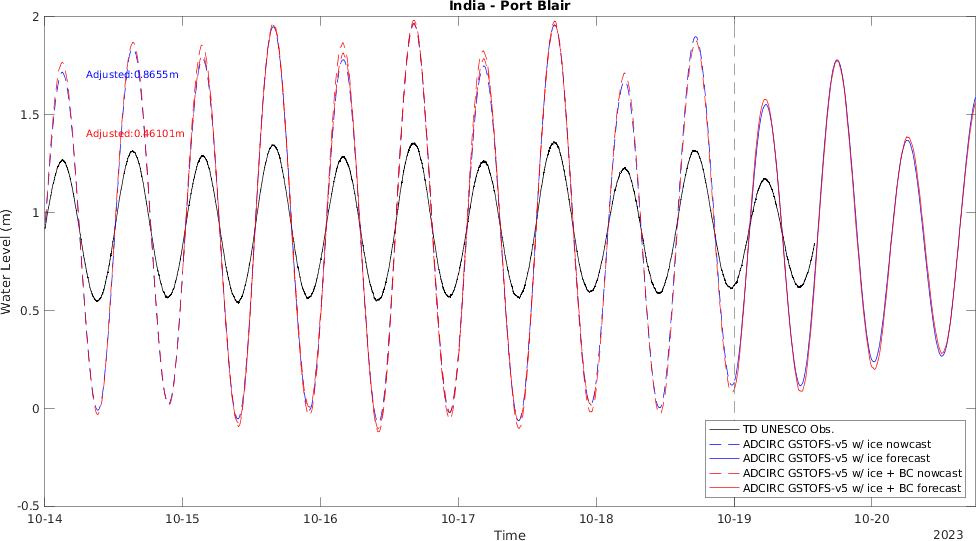 India - Port Blair
2
1.5
1
0.5
0
-0.5
Water Level (m)
Adjusted:0.8655m
Adjusted:0.46101m
TD UNESCO Obs.
ADCIRC GSTOFS-v5 w/ ice nowcast
ADCIRC GSTOFS-v5 w/ ice forecast
ADCIRC GSTOFS-v5 w/ ice + BC nowcast
ADCIRC GSTOFS-v5 w/ ice + BC forecast
10-14 10-15 10-16 10-17 10-18 10-19 10-20
Time
2023